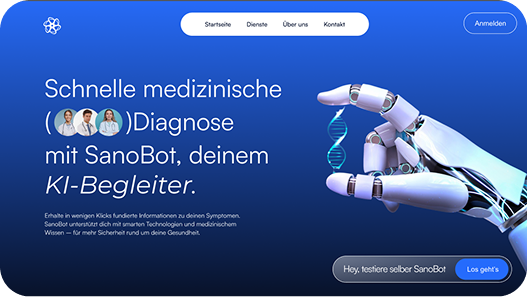 Startseite Dienste Über uns Kontakt
Anmelden
Schnelle medizinische
( )Diagnose
mit SanoBot, deinem
KI-Begleiter.
Erhalte in wenigen Klicks fundierte Informationen zu deinen Symptomen.
SanoBot unterstützt dich mit smarten Technologien und medizinischem
Wissen – für mehr Sicherheit rund um deine Gesundheit.
Hey, testiere selber SanoBot
Los geht's